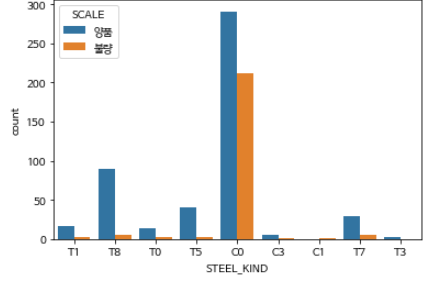 300
250
200
150
100
50
0
count
SCALE
양품
불량
T1 T8 T0 T5 C0 C3 C1 T7 T3
STEEL_KIND